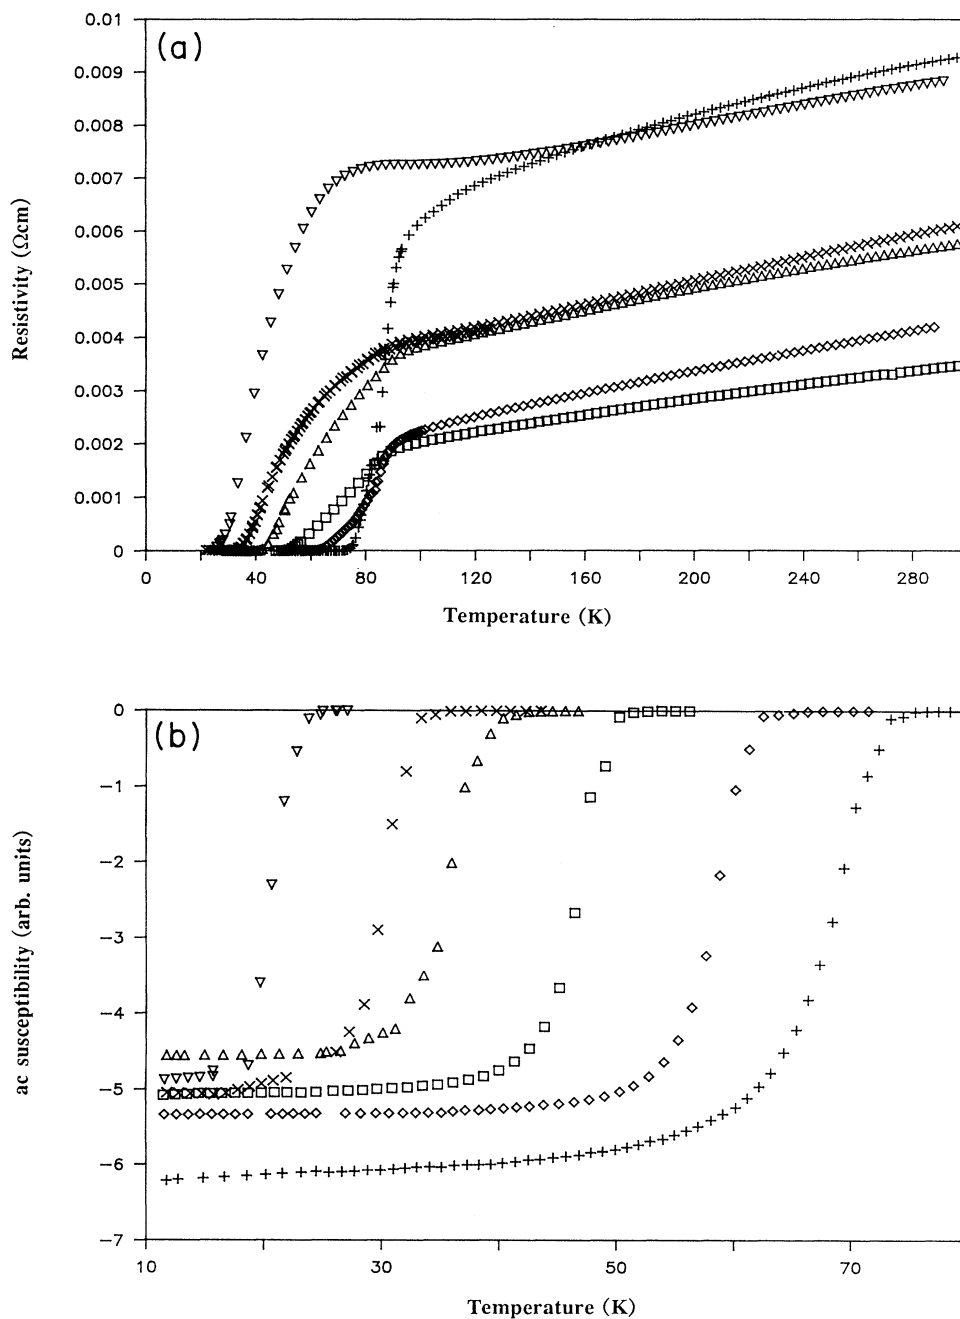 (a)
0.01
0.009
0.008
0.007
0.006
0.005
0.004
0.003
0.002
0.001
0
Resistivity (Ωcm)
0 40 80 120 160 200 240 280
Temperature (K)
(b)
0
−1
−2
−3
−4
−5
−6
−7
ac susceptibility (arb. units)
10 30 50 70
Temperature (K)